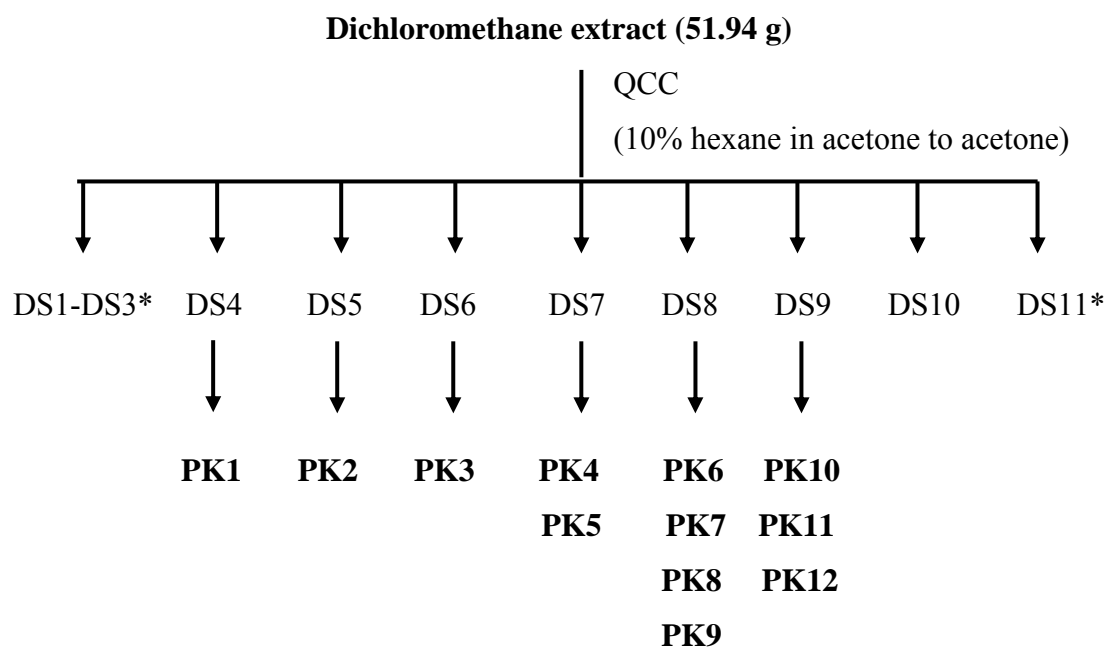 Dichloromethane extract (51.94 g)
QCC
(10% hexane in acetone to acetone)
DS1-DS3* DS4 DS5 DS6 DS7 DS8 DS9 DS10 DS11*
PK1 PK2 PK3 PK4 PK6 PK10
PK5 PK7 PK11
PK8 PK12
PK9